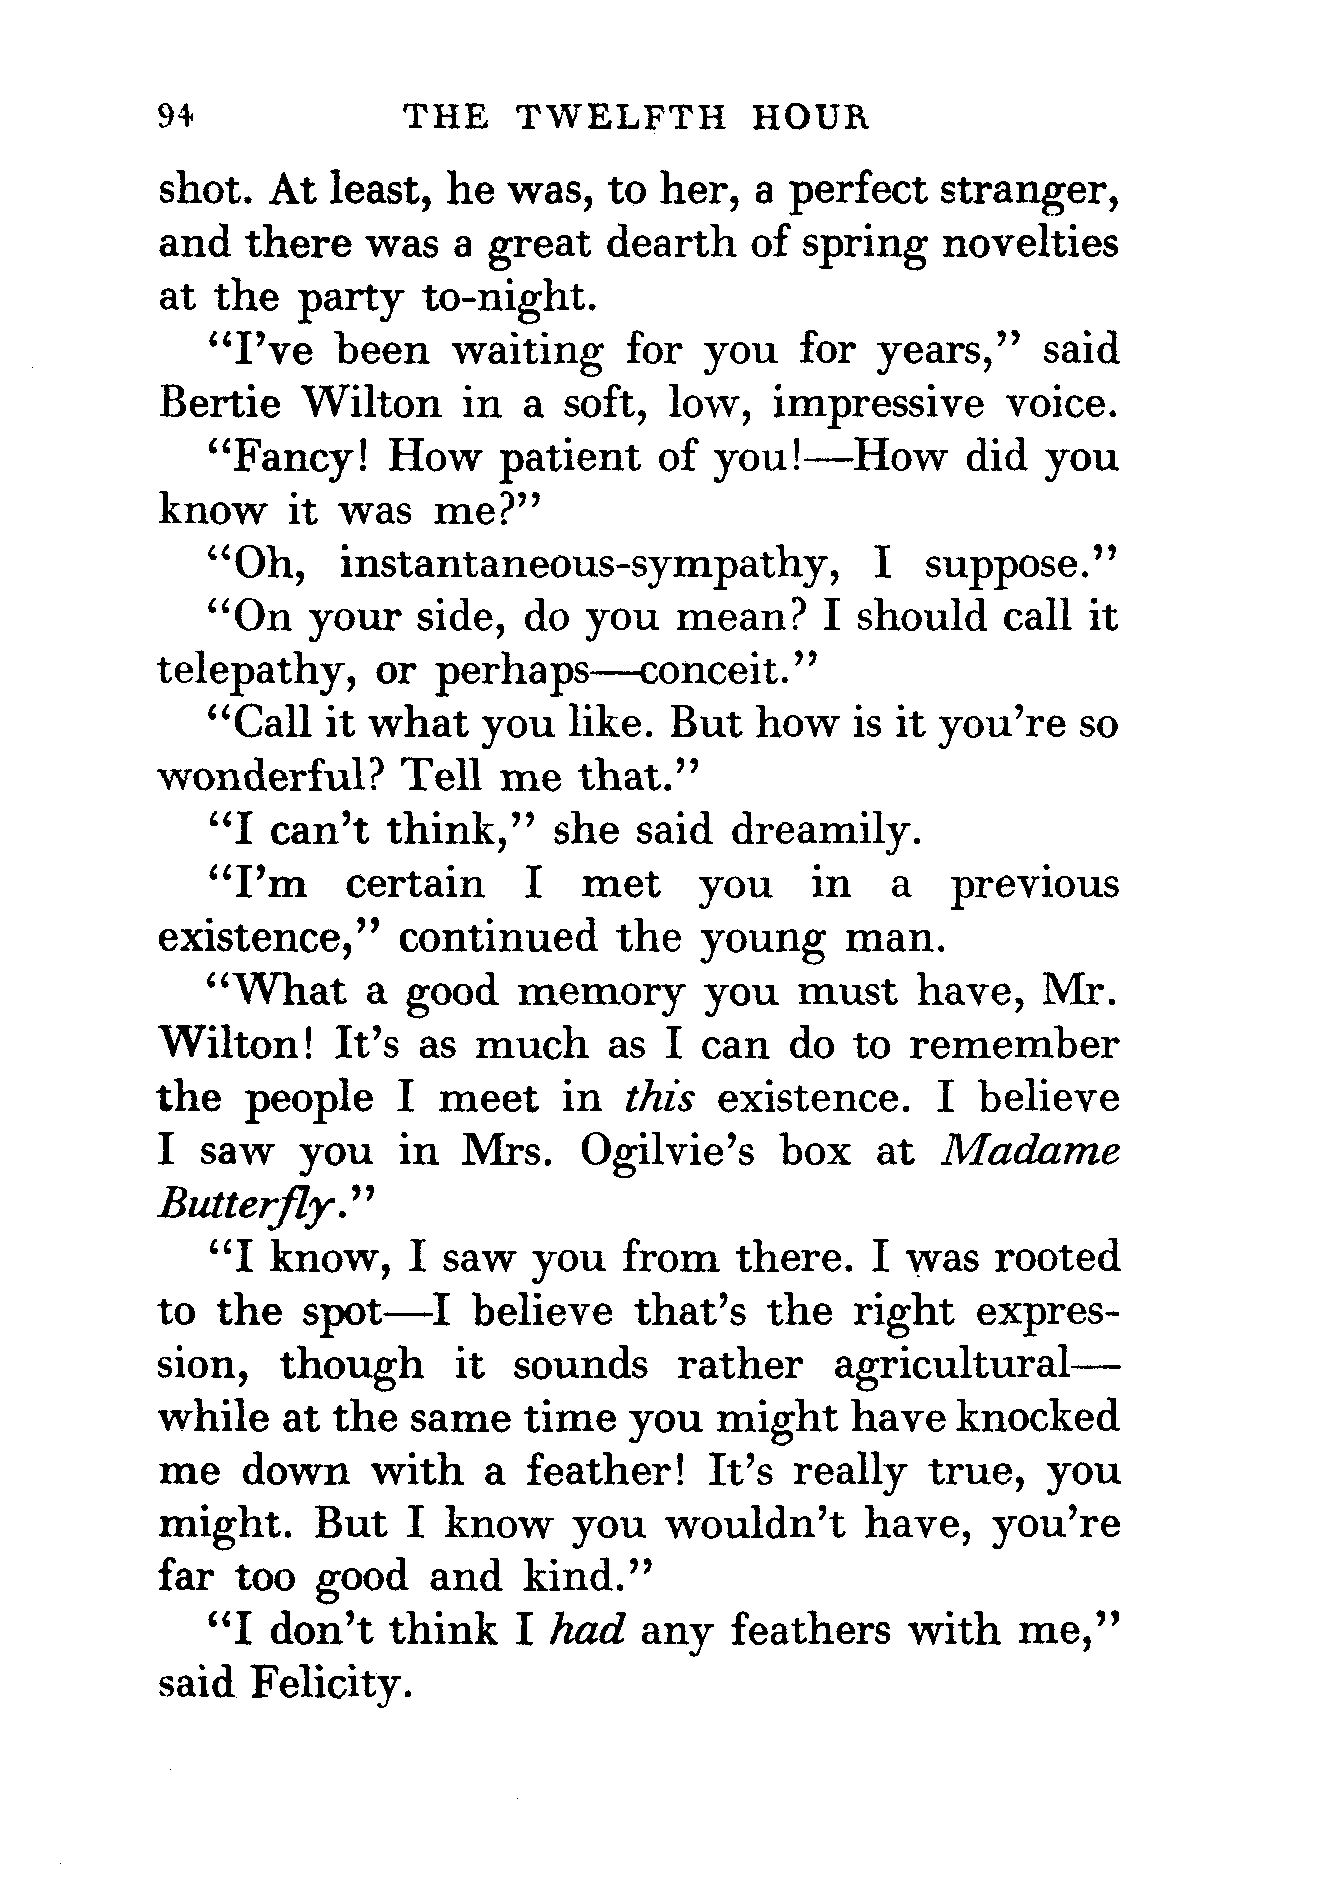 94 THE TWELFTH HOUR
shot. At least, he was, to her, a perfect stranger,
and there was a great dearth of spring novelties
at the party to-night.
“I’ve been waiting for you for years,” said
Bertie Wilton in a soft, low, impressive voice.
“Fancy! How patient of you!—How did you
know it was me?”
“Oh, instantaneous-sympathy, I suppose.”
“On your side, do you mean? I should call it
telepathy, or perhaps—conceit.”
“Call it what you like. But how is it you’re so
wonderful? Tell me that.”
“I can’t think,” she said dreamily.
“I’m certain I met you in a previous
existence,” continued the young man.
“What a good memory you must have, Mr.
Wilton! It’s as much as I can do to remember
the people I meet in this existence. I believe
I saw you in Mrs. Ogilvie’s box at Madame
Butterfly.”
“I know, I saw you from there. I was rooted
to the spot—I believe that’s the right expres-
sion, though it sounds rather agricultural—
while at the same time you might have knocked
me down with a feather! It’s really true, you
might. But I know you wouldn’t have, you’re
far too good and kind.”
“I don’t think I had any feathers with me,”
said Felicity.